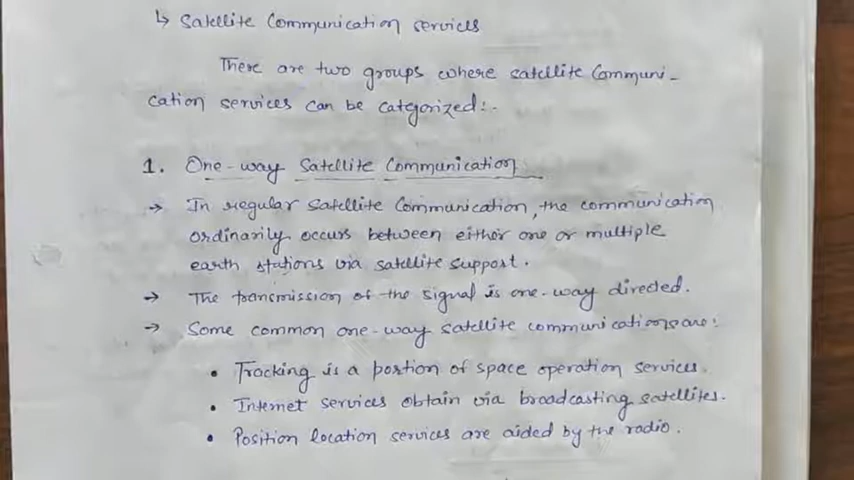 ↳ Satellite Communication services
There are two groups where satellite Communi-
cation services can be categorized:-
1. One-way Satellite Communication
→ In regular satellite Communication, the communication
ordinarily occurs between either one or multiple
earth stations via satellite support.
→ The transmission of the signal is one-way directed.
→ Some common one-way satellite communications are:
• Tracking is a portion of space operation services.
• Internet services obtain via broadcasting satellites.
• Position location services are aided by the radio.